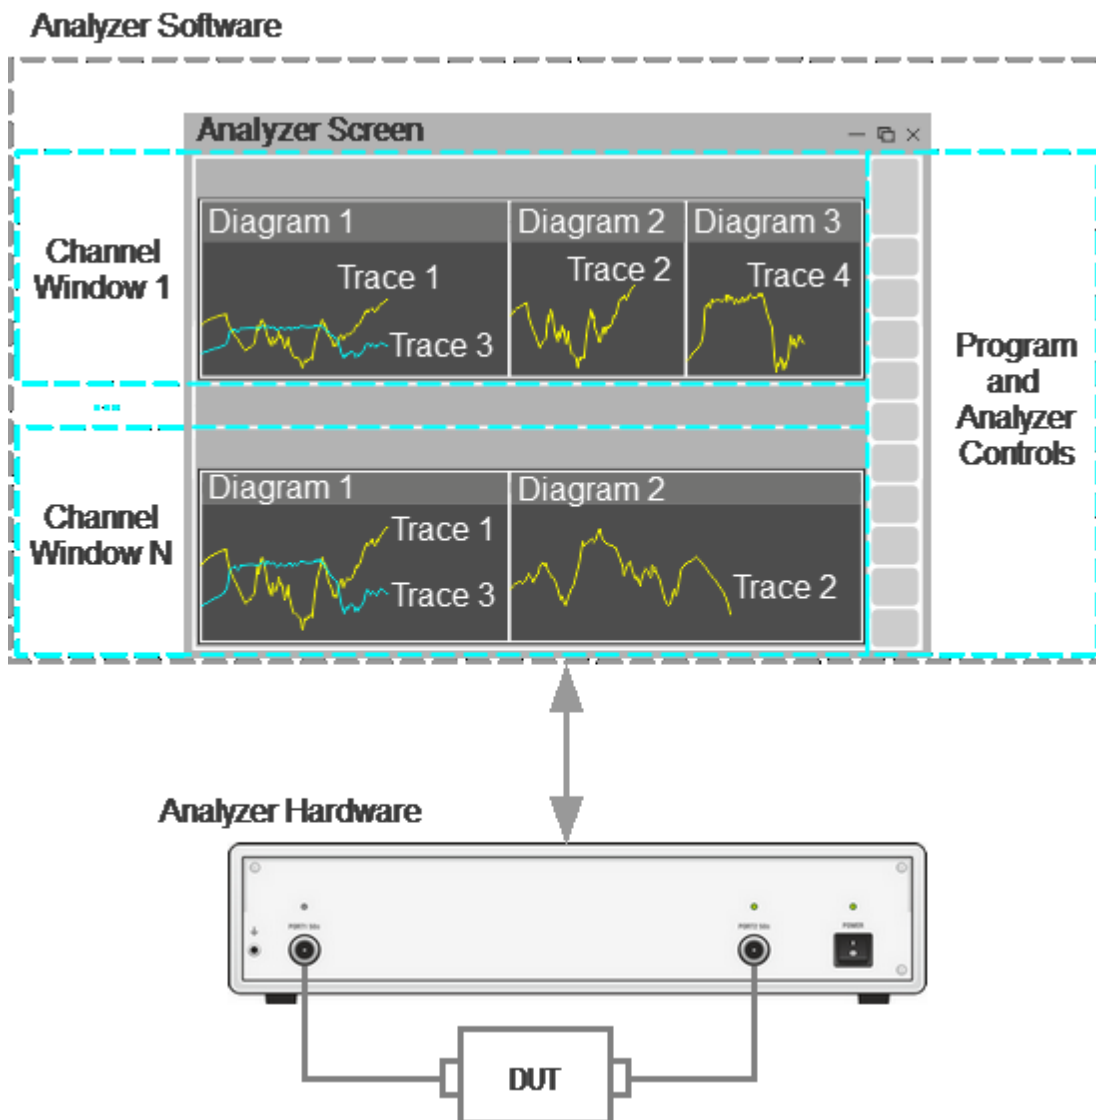 Analyzer Software
Analyzer Screen
Channel
Window 1
Diagram 1
Diagram 2
Diagram 3
Trace 1
Trace 2
Trace 4
Trace 3
Program
and
Analyzer
Controls
...
Channel
Window N
Diagram 1
Diagram 2
Trace 1
Trace 3
Trace 2
Analyzer Hardware
POWER
DUT